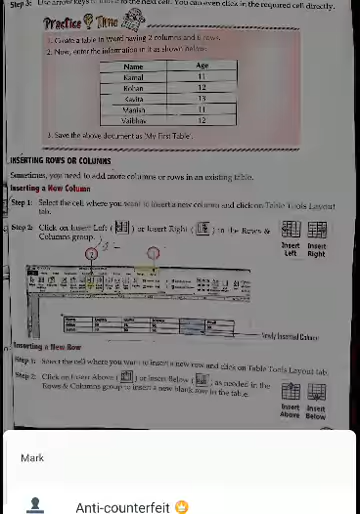 Step 3: Use arrow keys to move to the next cell. You can even click in the required cell directly.
Practice Time
1. Create a table in Word having 2 columns and 6 rows.
2. Now, enter the information in it as shown below:
Name Age
Kamal 11
Rohan 12
Kavita 13
Manish 11
Vaibhav 12
3. Save the above document as 'My First Table'.
INSERTING ROWS OR COLUMNS
Sometimes, you need to add more columns or rows in an existing table.
Inserting a New Column
Step 1: Select the cell where you want to insert a new column and click on Table Tools Layout
tab.
Step 2: Click on Insert Left ( ) or Insert Right ( ) in the Rows &
Columns group.
Insert Left
Insert Right
2
1
Newly Inserted Column
Inserting a New Row
Step 1: Select the cell where you want to insert a new row and click on Table Tools Layout tab.
Step 2: Click on Insert Above ( ) or Insert Below ( ), as needed in the
Rows & Columns group to insert a new blank row in the table.
Insert Above
Insert Below
Mark
Anti-counterfeit